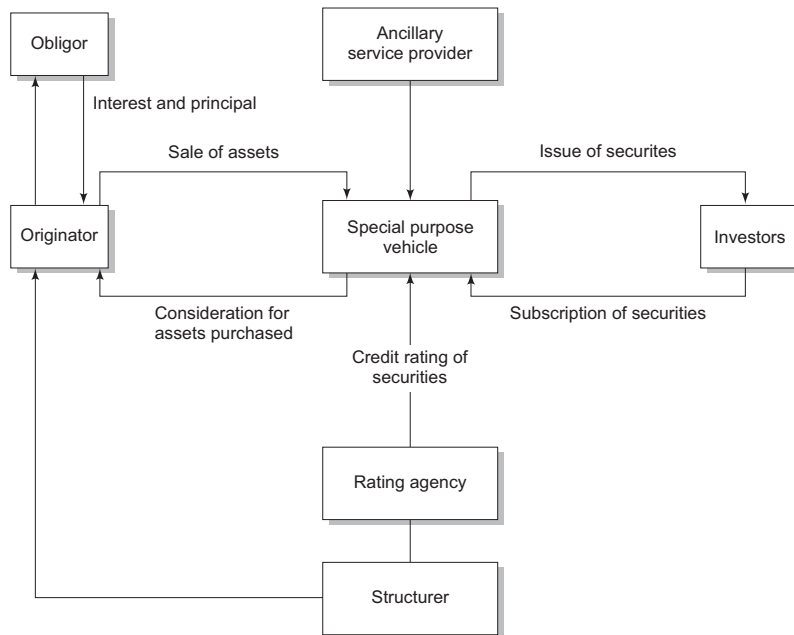 Obligor
Ancillary
service provider
Interest and principal
Sale of assets
Issue of securites
Originator
Special purpose
vehicle
Investors
Consideration for
assets purchased
Subscription of securities
Credit rating of
securities
Rating agency
Structurer